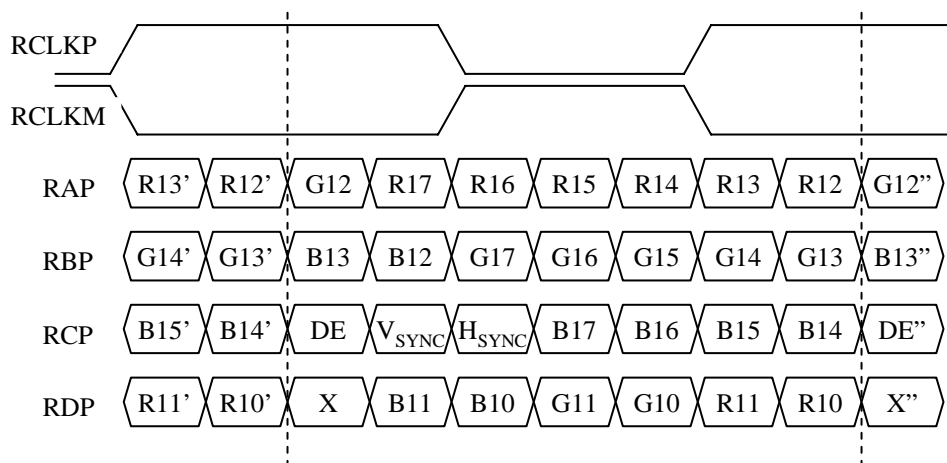 RCLKP
RCLKM
RAP R13’ R12’ G12 R17 R16 R15 R14 R13 R12 G12”
RBP G14’ G13’ B13 B12 G17 G16 G15 G14 G13 B13”
RCP B15’ B14’ DE VSYNC HSYNC B17 B16 B15 B14 DE”
RDP R11’ R10’ X B11 B10 G11 G10 R11 R10 X”